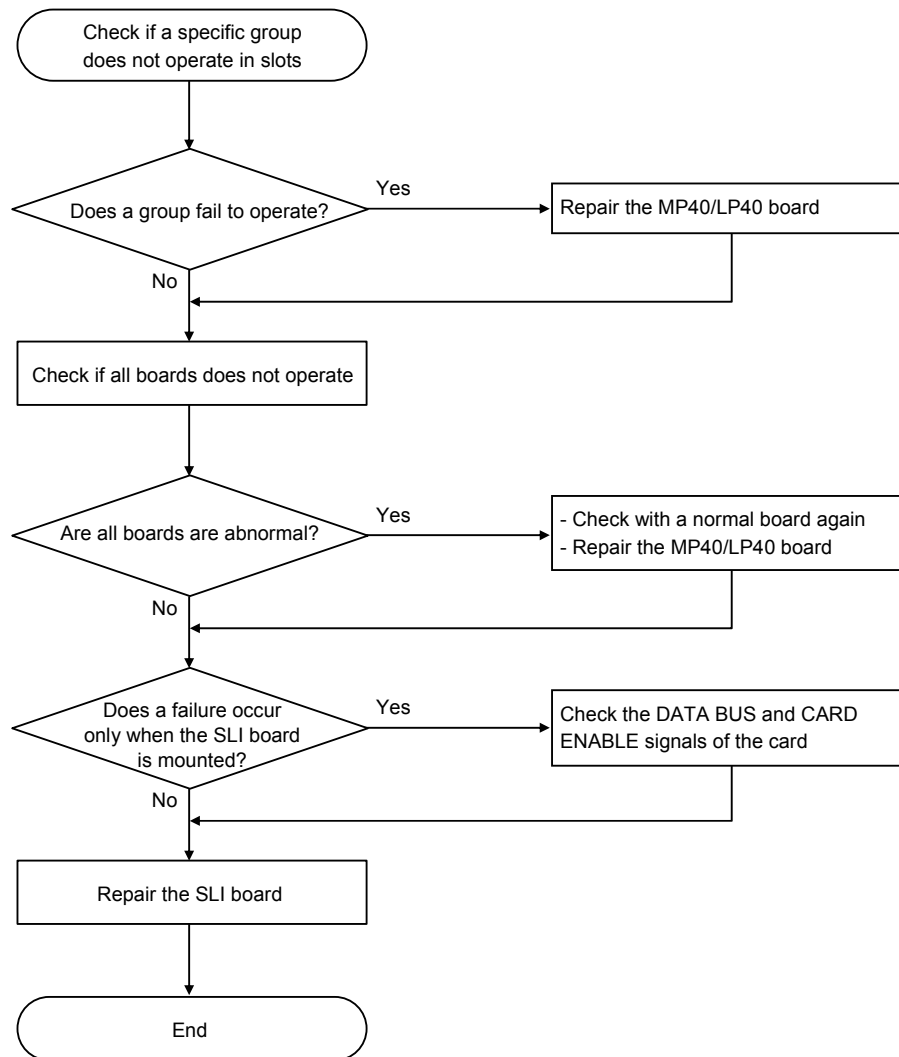 Check if a specific group
does not operate in slots
Yes
Does a group fail to operate?
Repair the MP40/LP40 board
No
Check if all boards does not operate
Yes
Are all boards are abnormal?
- Check with a normal board again
- Repair the MP40/LP40 board
No
Does a failure occur
only when the SLI board
is mounted?
Yes
Check the DATA BUS and CARD
ENABLE signals of the card
No
Repair the SLI board
End